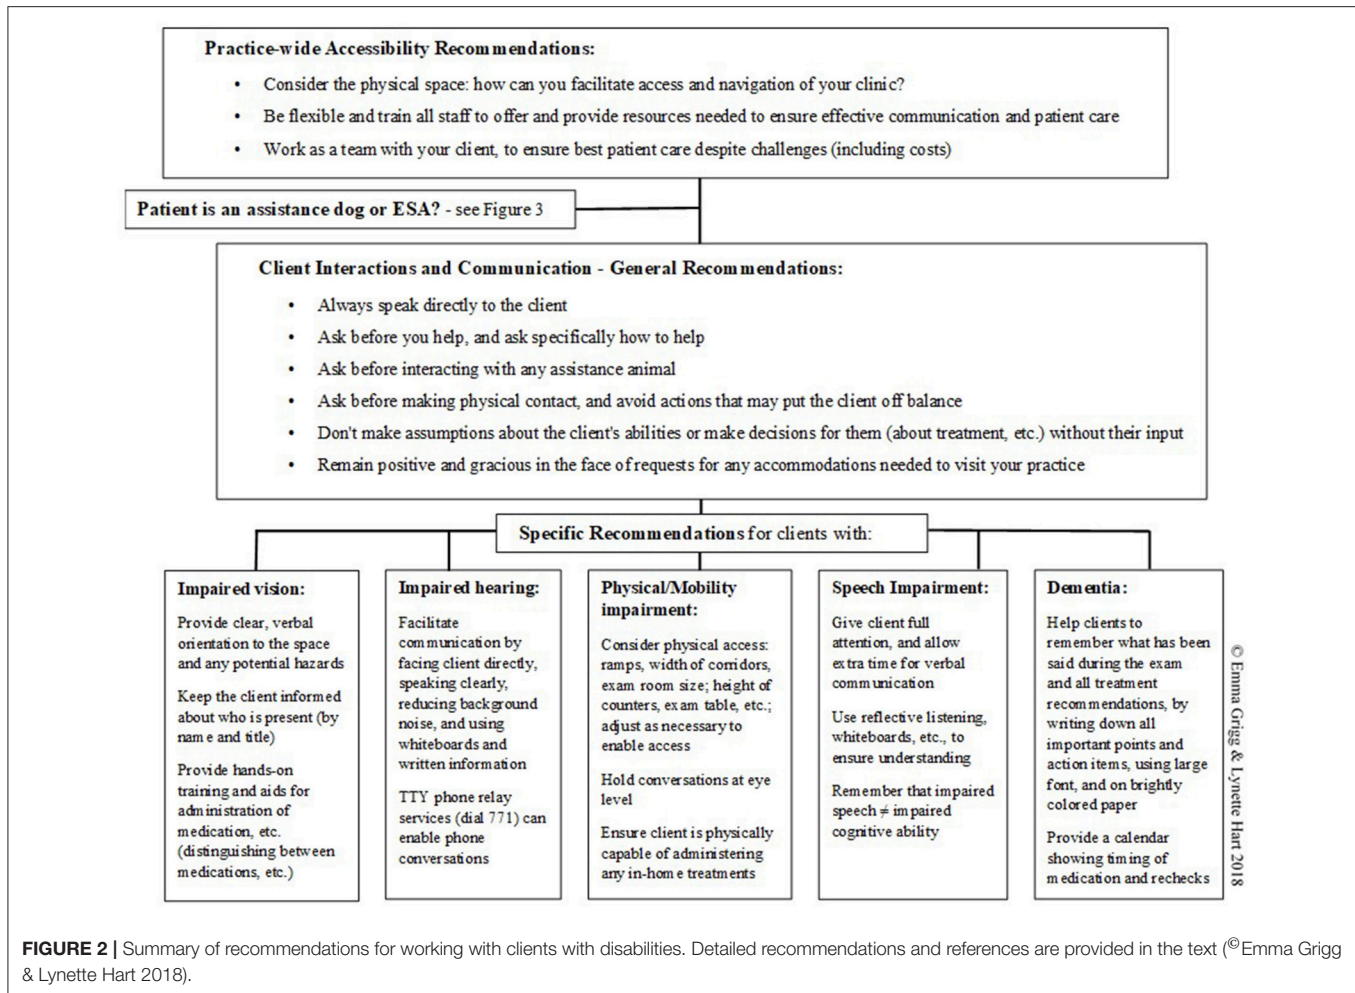 Practice-wide Accessibility Recommendations:
• Consider the physical space: how can you facilitate access and navigation of your clinic?
• Be flexible and train all staff to offer and provide resources needed to ensure effective communication and patient care
• Work as a team with your client, to ensure best patient care despite challenges (including costs)
Patient is an assistance dog or ESA? - see Figure 3
Client Interactions and Communication - General Recommendations:
• Always speak directly to the client
• Ask before you help, and ask specifically how to help
• Ask before interacting with any assistance animal
• Ask before making physical contact, and avoid actions that may put the client off balance
• Don't make assumptions about the client's abilities or make decisions for them (about treatment, etc.) without their input
• Remain positive and gracious in the face of requests for any accommodations needed to visit your practice
Specific Recommendations for clients with:
Impaired vision:
Provide clear, verbal
orientation to the space
and any potential hazards
Keep the client informed
about who is present (by
name and title)
Provide hands-on
training and aids for
administration of
medication, etc.
(distinguishing between
medications, etc.)
Impaired hearing:
Facilitate
communication by
facing client directly,
speaking clearly,
reducing background
noise, and using
whiteboards and
written information
TTY phone relay
services (dial 771) can
enable phone
conversations
Physical/Mobility
impairment:
Consider physical access:
ramps, width of corridors,
exam room size; height of
counters, exam table, etc.;
adjust as necessary to
enable access
Hold conversations at eye
level
Ensure client is physically
capable of administering
any in-home treatments
Speech Impairment:
Give client full
attention, and allow
extra time for verbal
communication
Use reflective listening,
whiteboards, etc., to
ensure understanding
Remember that impaired
speech ≠ impaired
cognitive ability
Dementia:
Help clients to
remember what has been
said during the exam
and all treatment
recommendations, by
writing down all
important points and
action items, using large
font, and on brightly
colored paper
Provide a calendar
showing timing of
medication and rechecks
© Emma Grigg & Lynette Hart 2018
FIGURE 2 | Summary of recommendations for working with clients with disabilities. Detailed recommendations and references are provided in the text (©Emma Grigg
& Lynette Hart 2018).